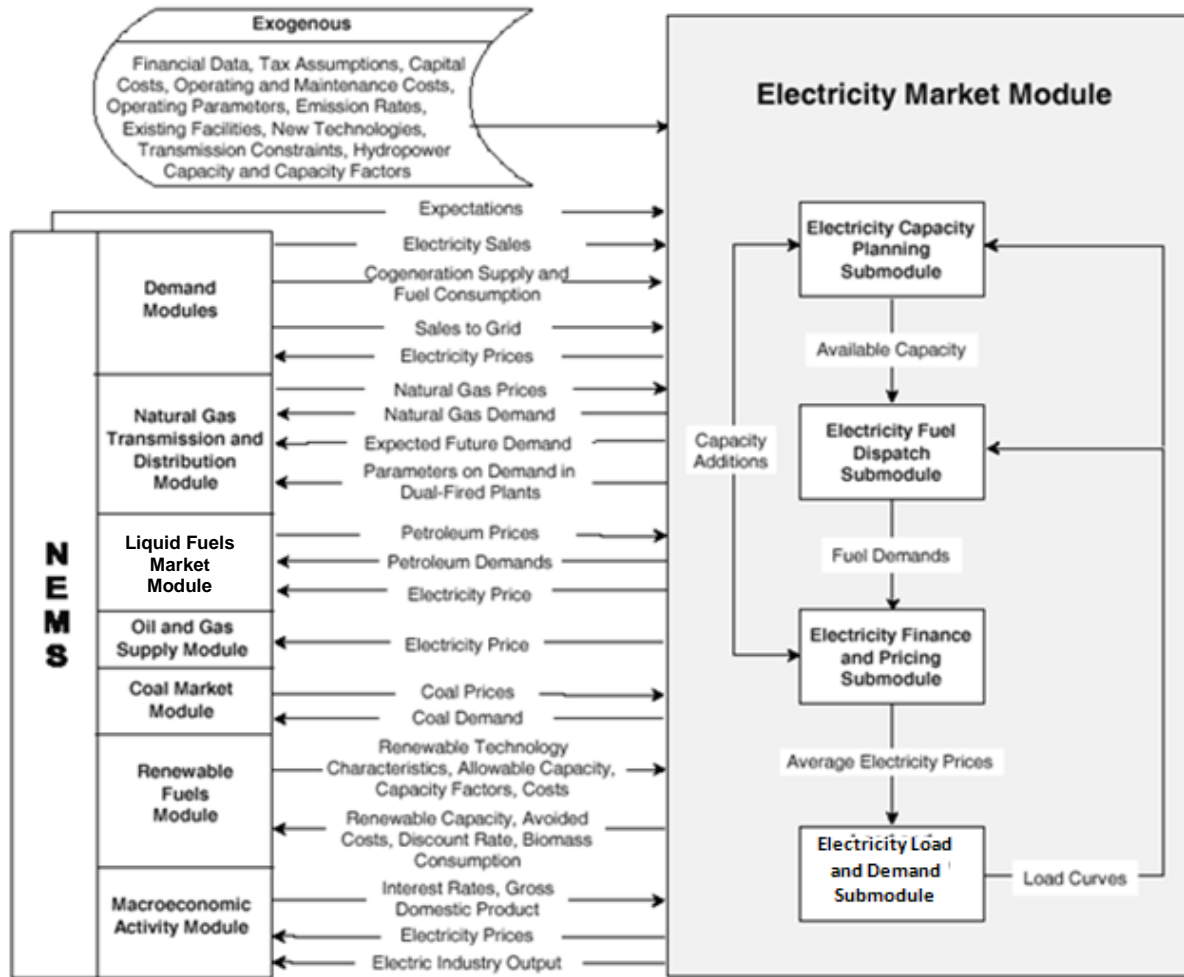 Exogenous
Financial Data, Tax Assumptions, Capital
Costs, Operating and Maintenance Costs,
Operating Parameters, Emission Rates,
Existing Facilities, New Technologies,
Transmission Constraints, Hydropower
Capacity and Capacity Factors
NEMS
Demand
Modules
Natural Gas
Transmission and
Distribution
Module
Liquid Fuels
Market
Module
Oil and Gas
Supply Module
Coal Market
Module
Renewable
Fuels
Module
Macroeconomic
Activity Module
Expectations
Electricity Sales
Cogeneration Supply and
Fuel Consumption
Sales to Grid
Electricity Prices
Natural Gas Prices
Natural Gas Demand
Expected Future Demand
Parameters on Demand in
Dual-Fired Plants
Petroleum Prices
Petroleum Demands
Electricity Price
Electricity Price
Coal Prices
Coal Demand
Renewable Technology
Characteristics, Allowable Capacity,
Capacity Factors, Costs
Renewable Capacity, Avoided
Costs, Discount Rate, Biomass
Consumption
Interest Rates, Gross
Domestic Product
Electricity Prices
Electric Industry Output
Electricity Market Module
Electricity Capacity
Planning
Submodule
Available Capacity
Electricity Fuel
Dispatch
Submodule
Capacity
Additions
Fuel Demands
Electricity Finance
and Pricing
Submodule
Average Electricity Prices
Electricity Load
and Demand
Submodule
Load Curves